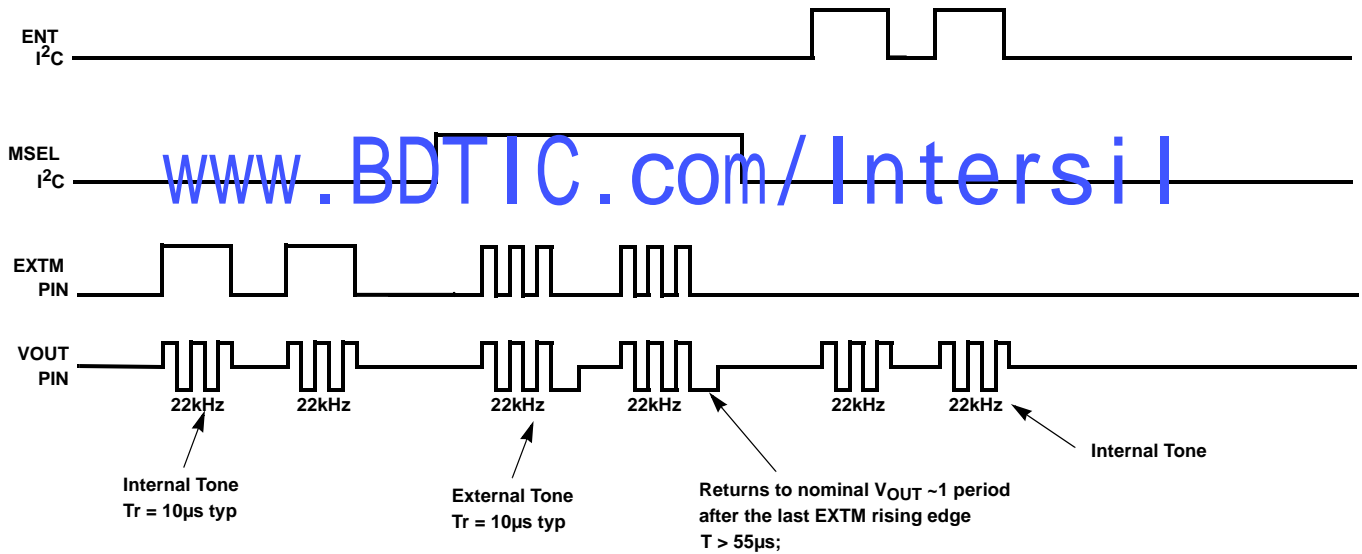 ENT
I²C
MSEL
I²C
www.BDTIC.com/Intersil
EXTM
PIN
VOUT
PIN
22kHz 22kHz 22kHz 22kHz 22kHz 22kHz
Internal Tone
Tr = 10µs typ
External Tone
Tr = 10µs typ
Returns to nominal VOUT ~1 period
after the last EXTM rising edge
T > 55µs;
Internal Tone